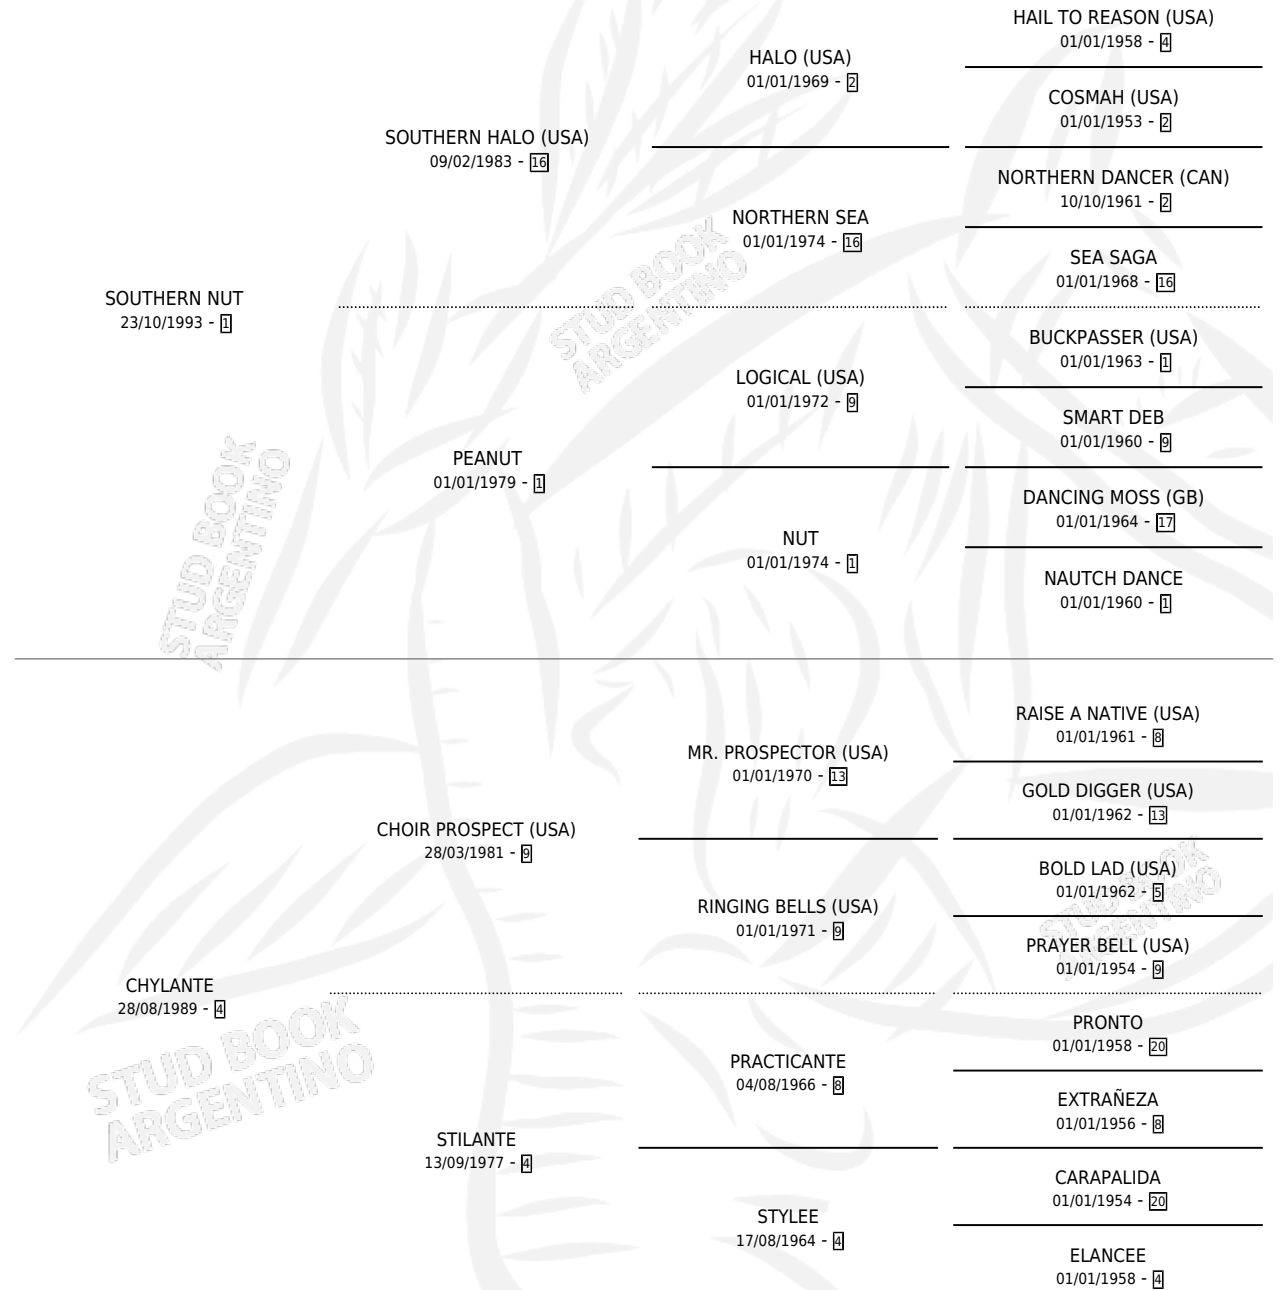 HAIL TO REASON (USA)
01/01/1958 - 4
HALO (USA)
01/01/1969 - 2
COSMAH (USA)
01/01/1953 - 2
SOUTHERN HALO (USA)
09/02/1983 - 16
NORTHERN DANCER (CAN)
10/10/1961 - 2
NORTHERN SEA
01/01/1974 - 16
SEA SAGA
01/01/1968 - 16
SOUTHERN NUT
23/10/1993 - 1
STUD BOOK
ARGENTINO
BUCKPASSER (USA)
01/01/1963 - 1
LOGICAL (USA)
01/01/1972 - 9
SMART DEB
01/01/1960 - 9
PEANUT
01/01/1979 - 1
DANCING MOSS (GB)
01/01/1964 - 17
NUT
01/01/1974 - 1
NAUTCH DANCE
01/01/1960 - 1
STUD BOOK
ARGENTINO
RAISE A NATIVE (USA)
01/01/1961 - 8
MR. PROSPECTOR (USA)
01/01/1970 - 13
GOLD DIGGER (USA)
01/01/1962 - 13
CHOIR PROSPECT (USA)
28/03/1981 - 9
BOLD LAD (USA)
01/01/1962 - 5
RINGING BELLS (USA)
01/01/1971 - 9
PRAYER BELL (USA)
01/01/1954 - 9
STUD BOOK
ARGENTINO
CHYLANTE
28/08/1989 - 4
PRONTO
01/01/1958 - 20
PRACTICANTE
04/08/1966 - 8
EXTRAÑEZA
01/01/1956 - 8
STILANTE
13/09/1977 - 4
CARAPALIDA
01/01/1954 - 20
STYLEE
17/08/1964 - 4
ELANCEE
01/01/1958 - 4
STUD BOOK
ARGENTINO